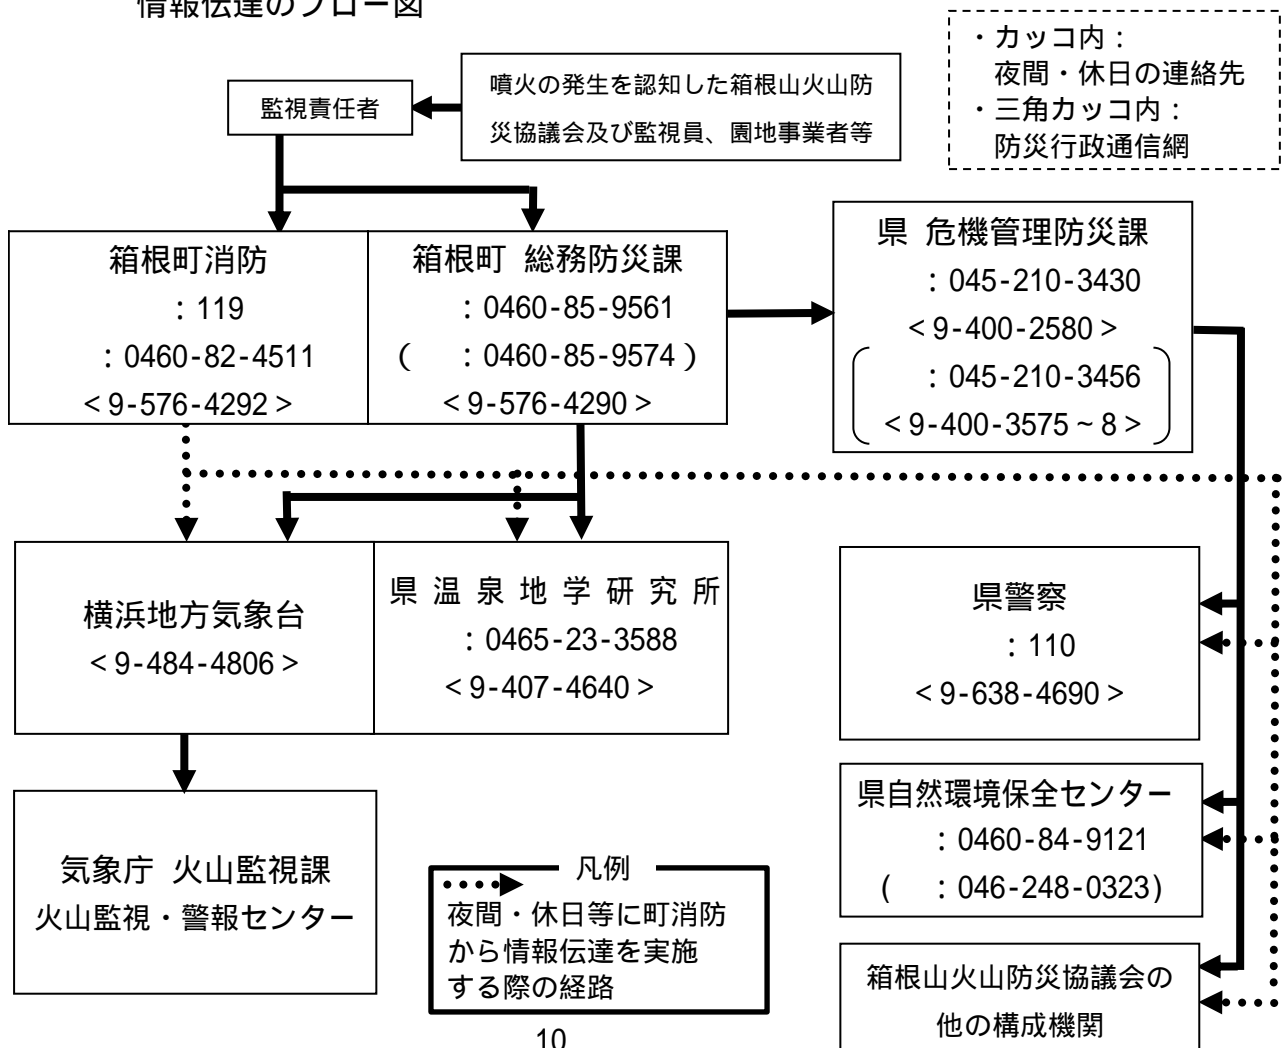 情報伝達のフロー図
・カッコ内：
夜間・休日の連絡先
・三角カッコ内：
防災行政通信網
監視責任者
噴火の発生を認知した箱根山火山防
災協議会及び監視員、園地事業者等
箱根町消防
：119
：0460-82-4511
＜9-576-4292＞
箱根町 総務防災課
：0460-85-9561
（ ：0460-85-9574）
＜9-576-4290＞
県 危機管理防災課
：045-210-3430
＜9-400-2580＞
：045-210-3456
＜9-400-3575～8＞
横浜地方気象台
＜9-484-4806＞
県温泉地学研究所
：0465-23-3588
＜9-407-4640＞
県警察
：110
＜9-638-4690＞
気象庁 火山監視課
火山監視・警報センター
県自然環境保全センター
：0460-84-9121
（ ：046-248-0323）
凡例
夜間・休日等に町消防
から情報伝達を実施
する際の経路
箱根山火山防災協議会の
他の構成機関
10